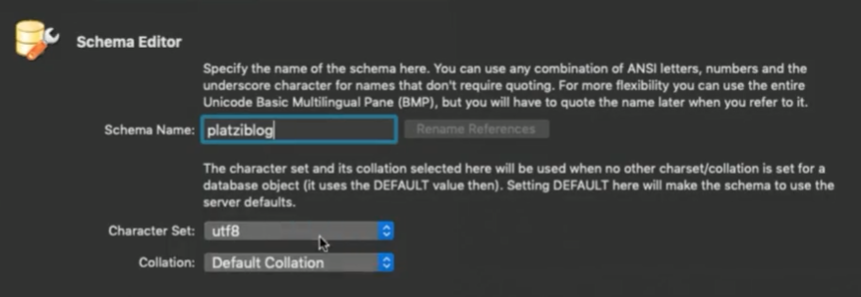 Schema Editor
Specify the name of the schema here. You can use any combination of ANSI letters, numbers and the
underscore character for names that don't require quoting. For more flexibility you can use the entire
Unicode Basic Multilingual Pane (BMP), but you will have to quote the name later when you refer to it.
Schema Name: platziblog Rename References
The character set and its collation selected here will be used when no other charset/collation is set for a
database object (it uses the DEFAULT value then). Setting DEFAULT here will make the schema to use the
server defaults.
Character Set: utf8
Collation: Default Collation